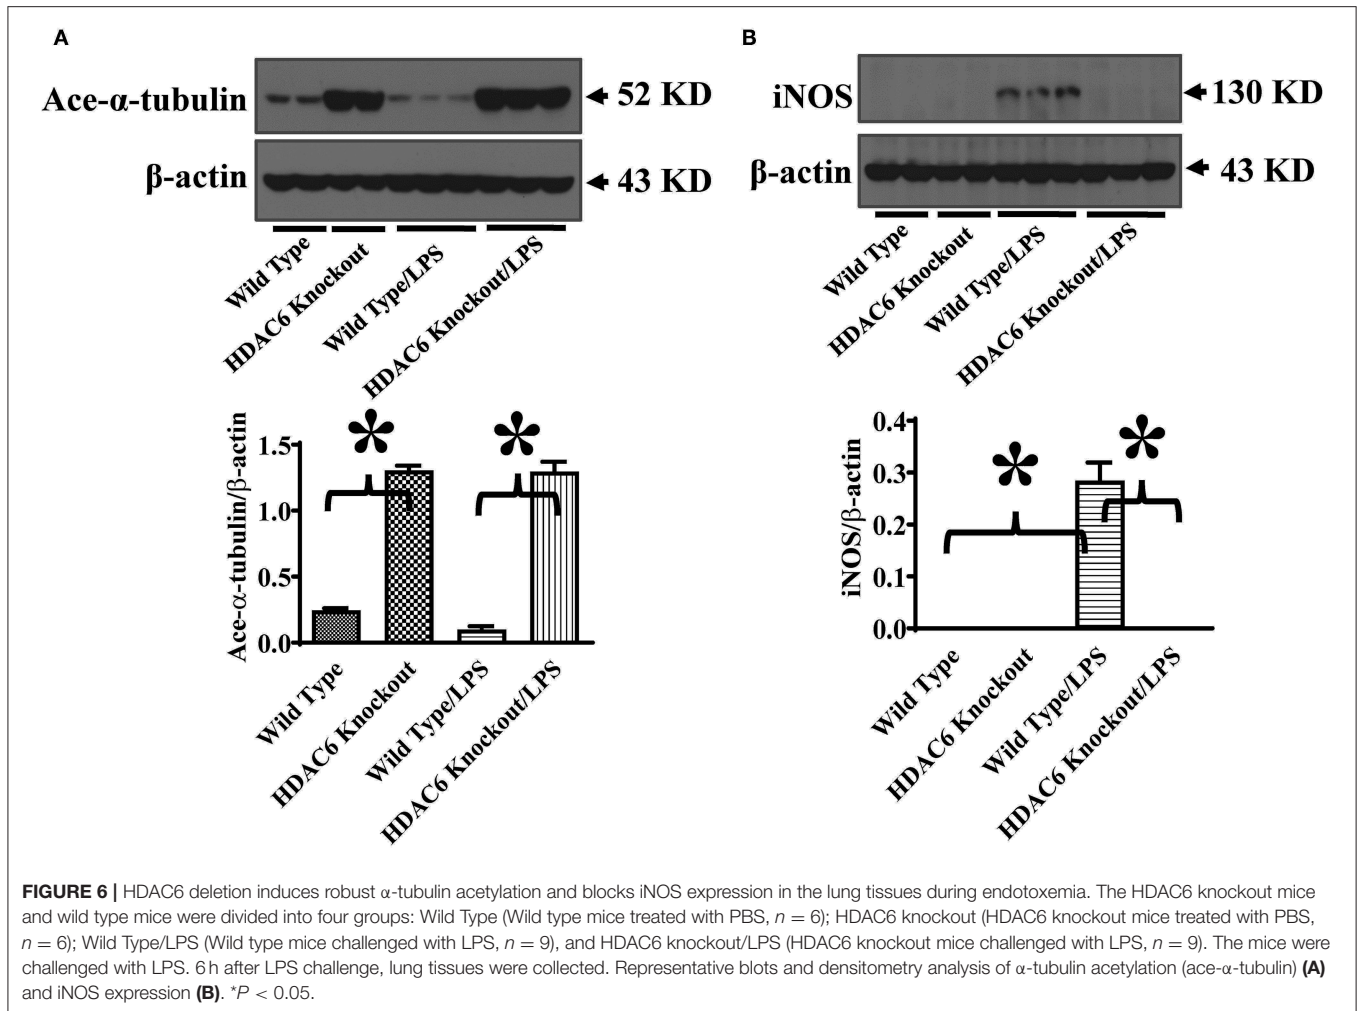 A
Ace-α-tubulin
52 KD
β-actin
43 KD
Wild Type
HDAC6 Knockout
Wild Type/LPS
HDAC6 Knockout/LPS
Ace-α-tubulin/β-actin
1.5
1.0
0.5
0.0
*
*
Wild Type
HDAC6 Knockout
Wild Type/LPS
HDAC6 Knockout/LPS
B
iNOS
130 KD
β-actin
43 KD
Wild Type
HDAC6 Knockout
Wild Type/LPS
HDAC6 Knockout/LPS
iNOS/β-actin
0.4
0.3
0.2
0.1
0.0
*
*
Wild Type
HDAC6 Knockout
Wild Type/LPS
HDAC6 Knockout/LPS
FIGURE 6 | HDAC6 deletion induces robust α-tubulin acetylation and blocks iNOS expression in the lung tissues during endotoxemia. The HDAC6 knockout mice
and wild type mice were divided into four groups: Wild Type (Wild type mice treated with PBS, n = 6); HDAC6 knockout (HDAC6 knockout mice treated with PBS,
n = 6); Wild Type/LPS (Wild type mice challenged with LPS, n = 9), and HDAC6 knockout/LPS (HDAC6 knockout mice challenged with LPS, n = 9). The mice were
challenged with LPS. 6 h after LPS challenge, lung tissues were collected. Representative blots and densitometry analysis of α-tubulin acetylation (ace-α-tubulin) (A)
and iNOS expression (B). *P < 0.05.